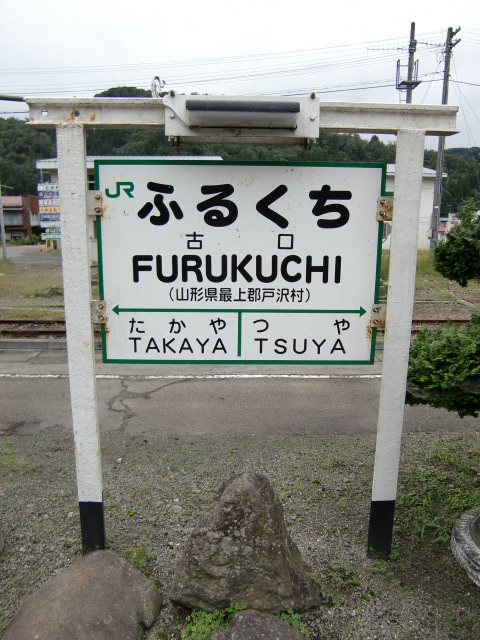 JR ふるくち
古 口
FURUKUCHI
(山形県最上郡戸沢村)
たかや つや
TAKAYA TSUYA